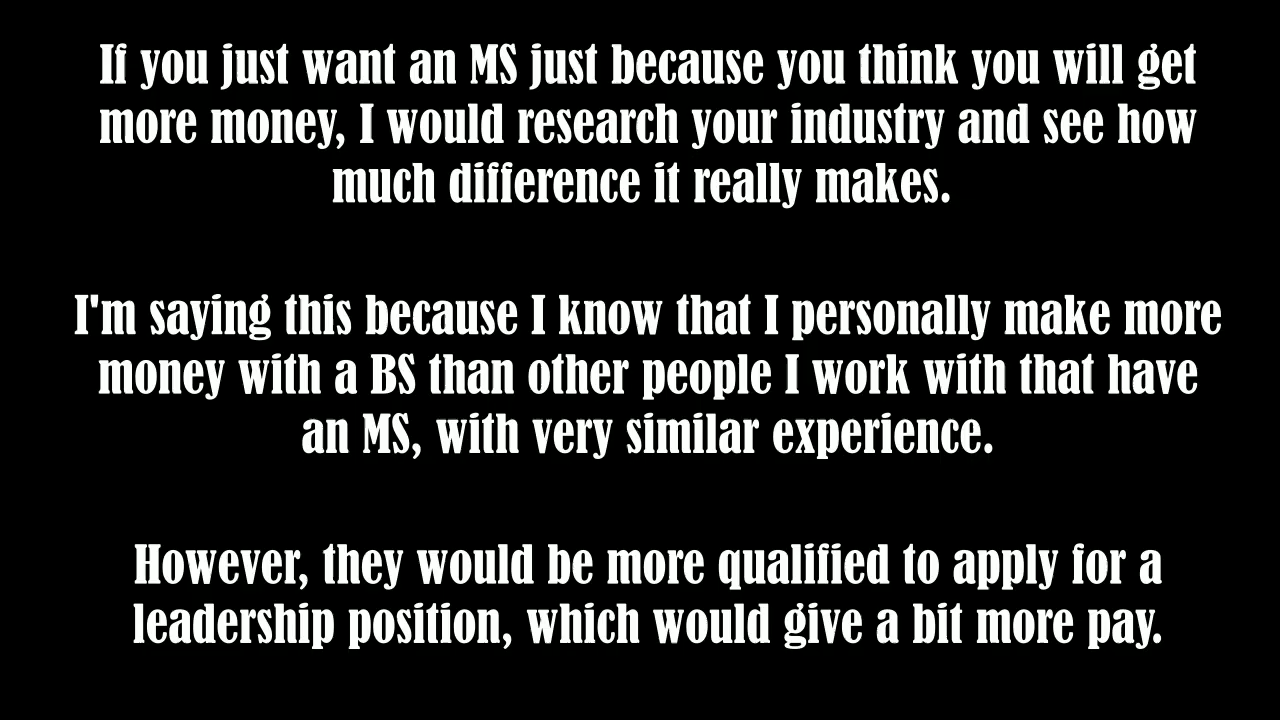 If you just want an MS just because you think you will get
more money, I would research your industry and see how
much difference it really makes.
I'm saying this because I know that I personally make more
money with a BS than other people I work with that have
an MS, with very similar experience.
However, they would be more qualified to apply for a
leadership position, which would give a bit more pay.